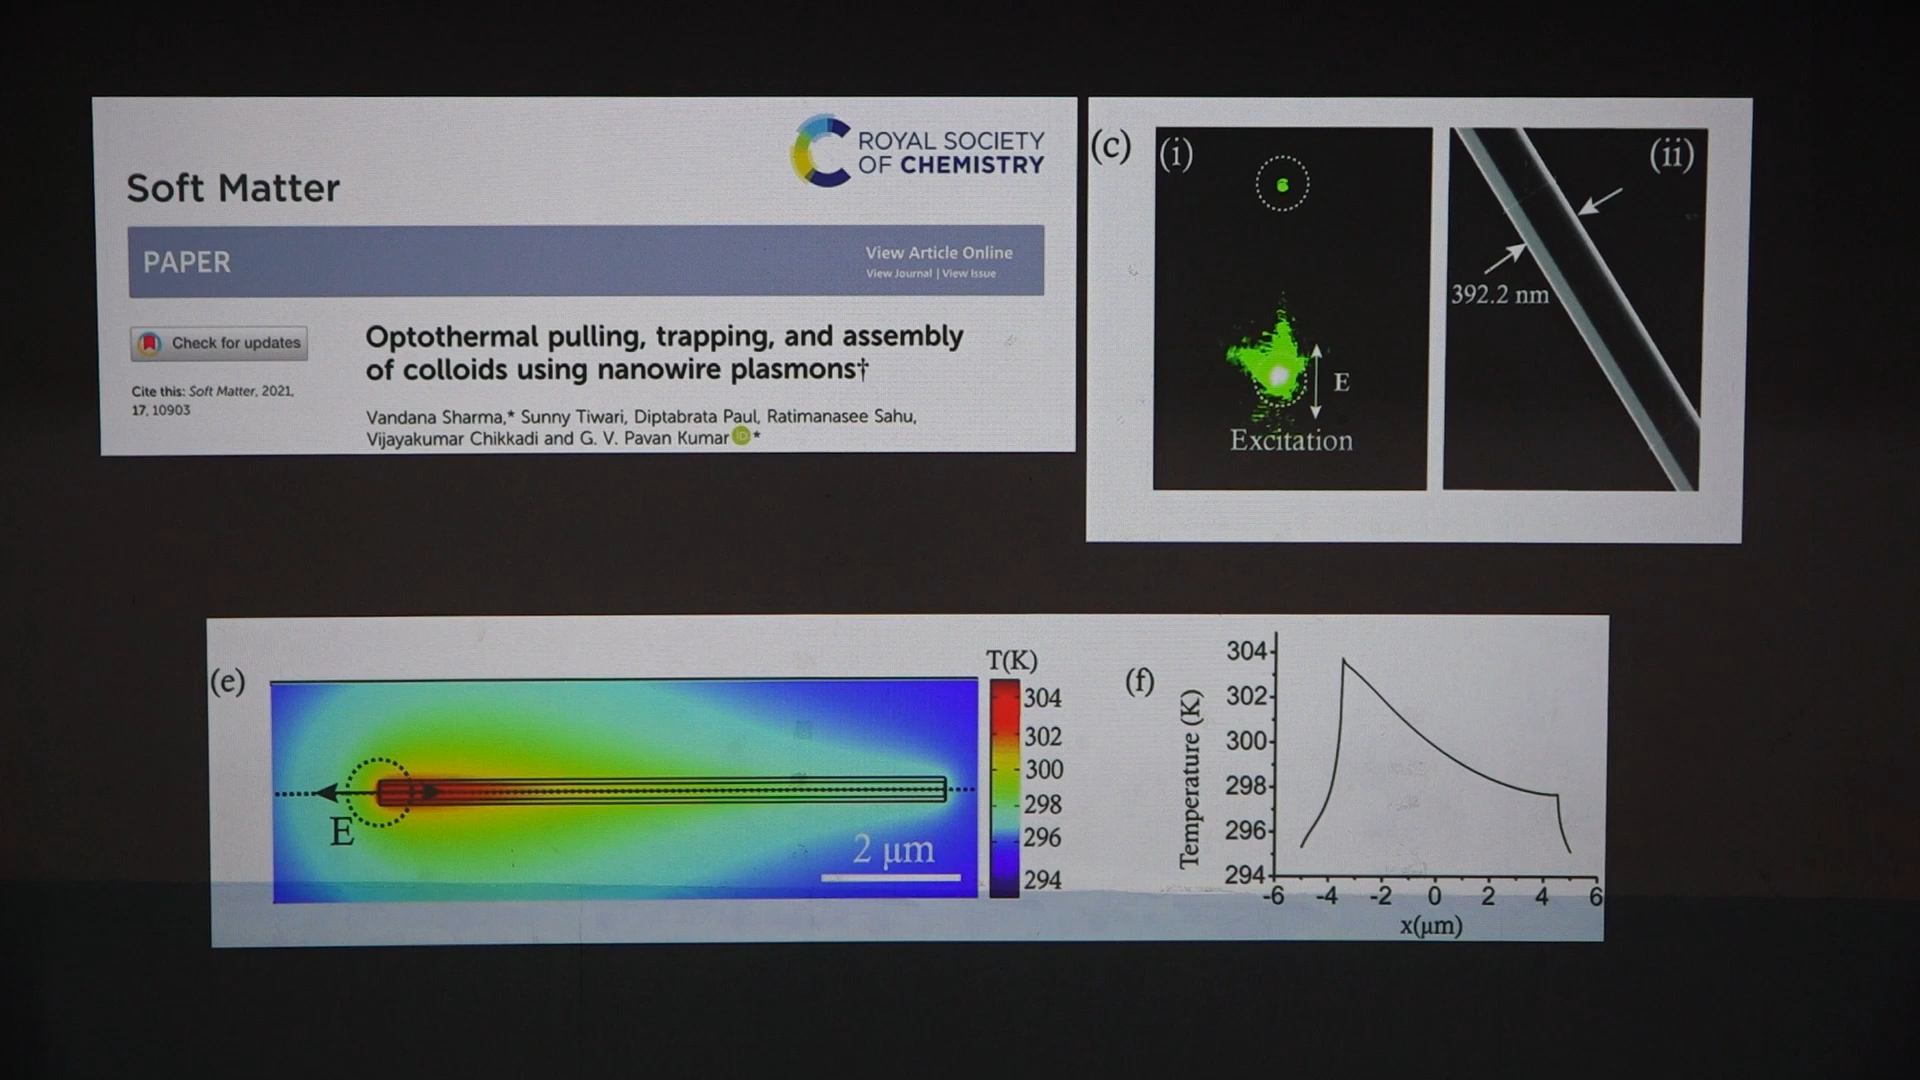 ROYAL SOCIETY
OF CHEMISTRY
Soft Matter
PAPER
View Article Online
View Journal | View Issue
Check for updates
Cite this: Soft Matter, 2021,
17, 10903
Optothermal pulling, trapping, and assembly
of colloids using nanowire plasmons†
Vandana Sharma,* Sunny Tiwari, Diptabrata Paul, Ratimanasee Sahu,
Vijayakumar Chikkadi and G. V. Pavan Kumar iD *
(c)
(i)
E
Excitation
(ii)
392.2 nm
(e)
E
2 μm
T(K)
304
302
300
298
296
294
(f)
Temperature (K)
304
302
300
298
296
294
-6 -4 -2 0 2 4 6
x(μm)